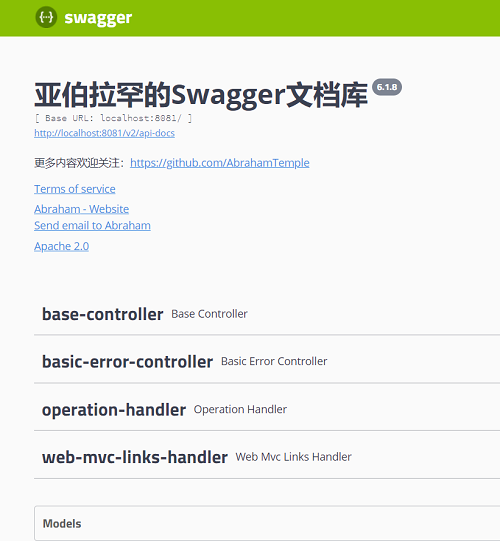 {···} swagger
亚伯拉罕的Swagger文档库 6.1.8
[ Base URL: localhost:8081/ ]
http://localhost:8081/v2/api-docs
更多内容欢迎关注：https://github.com/AbrahamTemple
Terms of service
Abraham - Website
Send email to Abraham
Apache 2.0
base-controller Base Controller
basic-error-controller Basic Error Controller
operation-handler Operation Handler
web-mvc-links-handler Web Mvc Links Handler
Models